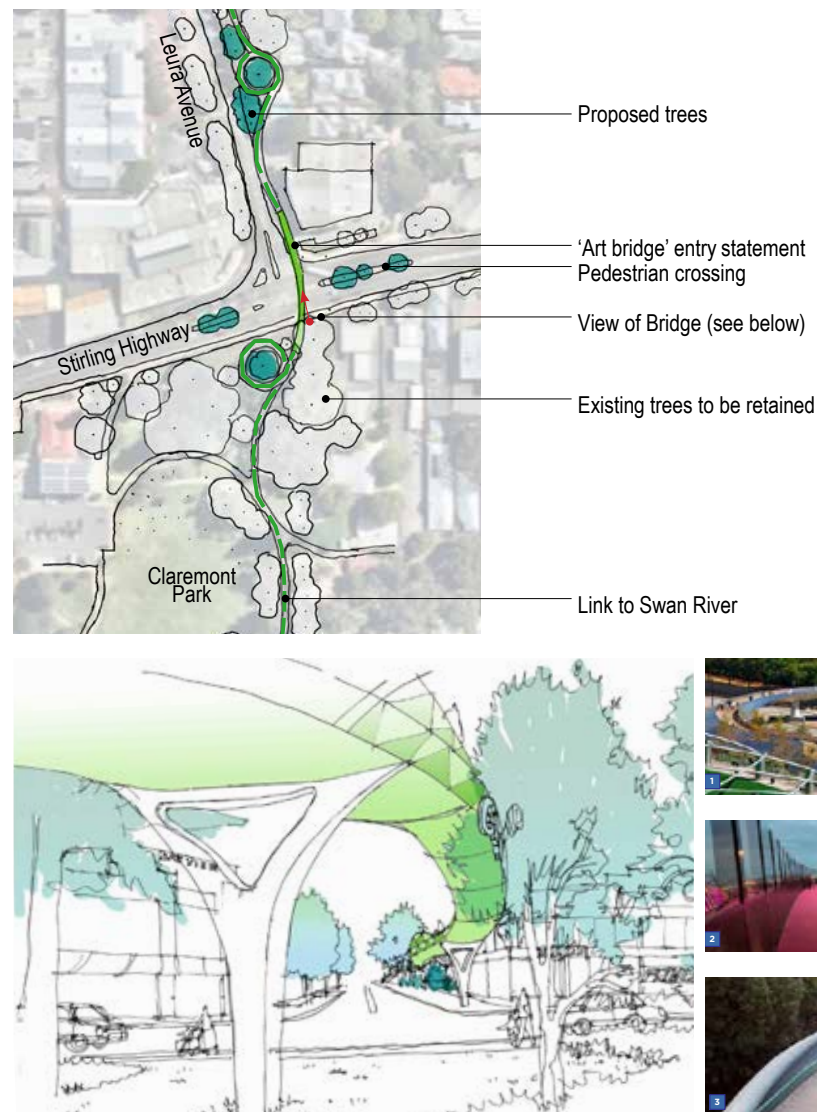 Leura Avenue
Proposed trees
‘Art bridge’ entry statement
Pedestrian crossing
View of Bridge (see below)
Stirling Highway
Existing trees to be retained
Claremont
Park
Link to Swan River
1
2
3